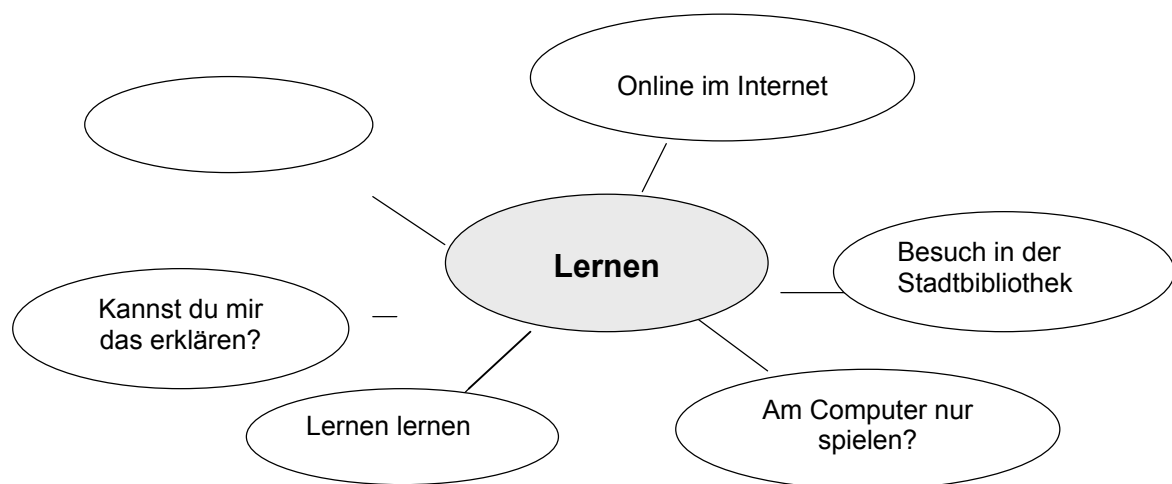 Online im Internet
Lernen
Besuch in der
Stadtbibliothek
Kannst du mir
das erklären?
Lernen lernen
Am Computer nur
spielen?